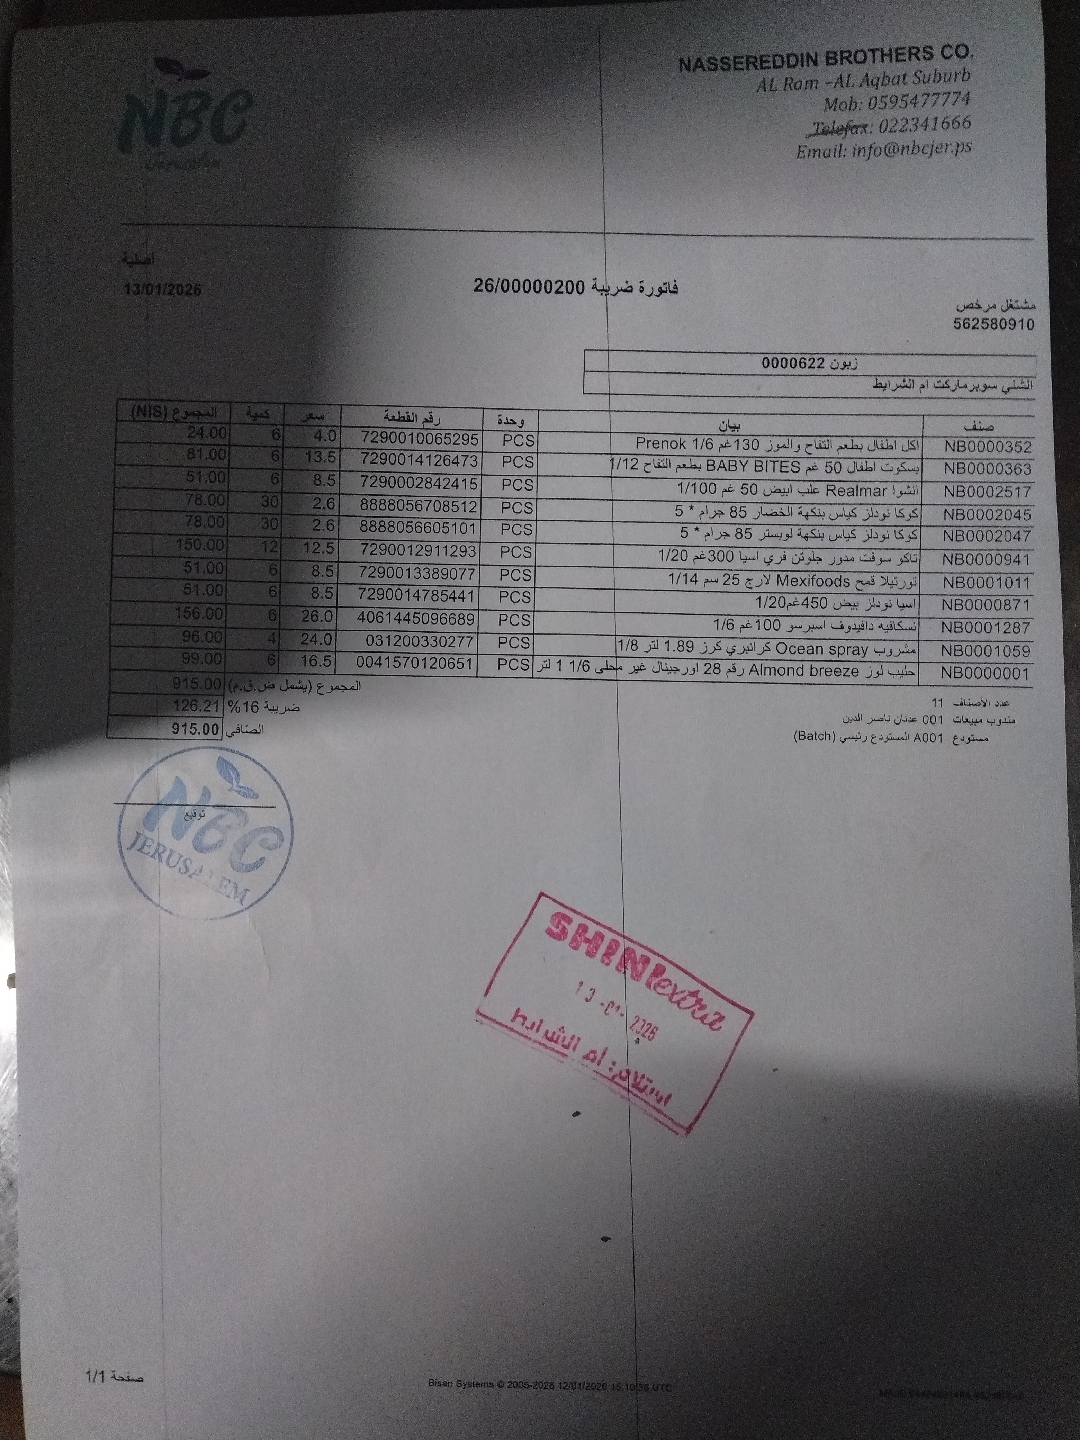 NBC
Jerusalem
NASSEREDDIN BROTHERS CO.
AL Ram -AL Aqbat Suburb
Mob: 0595477774
Telefax: 022341666
Email: info@nbcjer.ps
أصلية
13/01/2026
فاتورة ضريبة 26/00000200
مشتغل مرخص
562580910
زبون 0000622
الشني سوبرماركت ام الشرايط
صنف بيان وحدة رقم القطعة سعر كمية المجموع (NIS)
NB0000352 اكل اطفال بطعم التفاح والموز 130غم Prenok 1/6 PCS 7290010065295 4.0 6 24.00
NB0000363 بسكوت اطفال 50 غم BABY BITES بطعم التفاح 1/12 PCS 7290014126473 13.5 6 81.00
NB0002517 انشوا Realmar علب ابيض 50 غم 1/100 PCS 7290002842415 8.5 6 51.00
NB0002045 كوكا نودلز كياس بنكهة الخضار 85 جرام * 5 PCS 8888056708512 2.6 30 78.00
NB0002047 كوكا نودلز كياس بنكهة لوبستر 85 جرام * 5 PCS 8888056605101 2.6 30 78.00
NB0000941 تاكو سوفت مدور جلوتن فري اسيا 300غم 1/20 PCS 7290012911293 12.5 12 150.00
NB0001011 تورتيلا قمح Mexifoods لارج 25 سم 1/14 PCS 7290013389077 8.5 6 51.00
NB0000871 اسيا نودلز بيض 450غم1/20 PCS 7290014785441 8.5 6 51.00
NB0001287 نسكافيه دافيدوف اسبرسو 100غم 1/6 PCS 4061445096689 26.0 6 156.00
NB0001059 مشروب Ocean spray كرانبري كرز 1.89 لتر 1/8 PCS 031200330277 24.0 4 96.00
NB0000001 حليب لوز Almond breeze رقم 28 اورجينال غير محلى 1/6 1 لتر PCS 0041570120651 16.5 6 99.00
المجموع (يشمل ض.ق.م) 915.00
ضريبة 16% 126.21
الصافي 915.00
عدد الأصناف 11
مندوب مبيعات 001 عدنان ناصر الدين
مستودع A001 المستودع رئيسي (Batch)
توقيع
NBC
JERUSALEM
SHINI extra
13-01-2026
استلام: ام الشرايط
صفحة 1/1
Bisan Systems © 2005-2026 12/01/2026 15:10:36 UTC